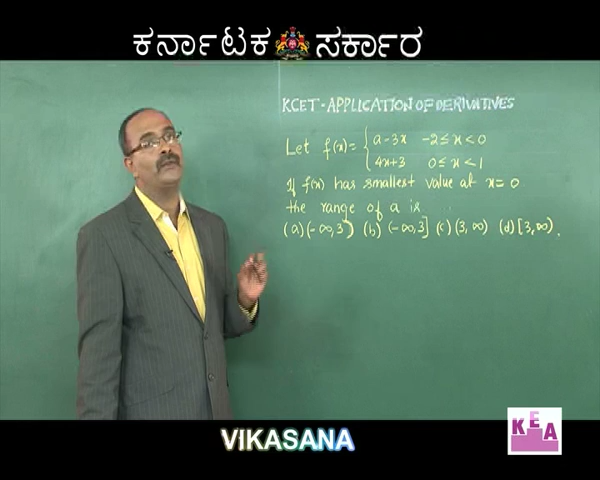 ಕರ್ನಾಟಕ ಸರ್ಕಾರ
KCET - APPLICATION OF DERIVATIVES
Let f(x) = { a - 3x -2 ≤ x < 0
4x+3 0 ≤ x < 1
If f(x) has smallest value at x = 0
the range of a is ....
(a) (-∞, 3) (b) (-∞, 3] (c) (3, ∞) (d) [3, ∞).
KEA
VIKASANA